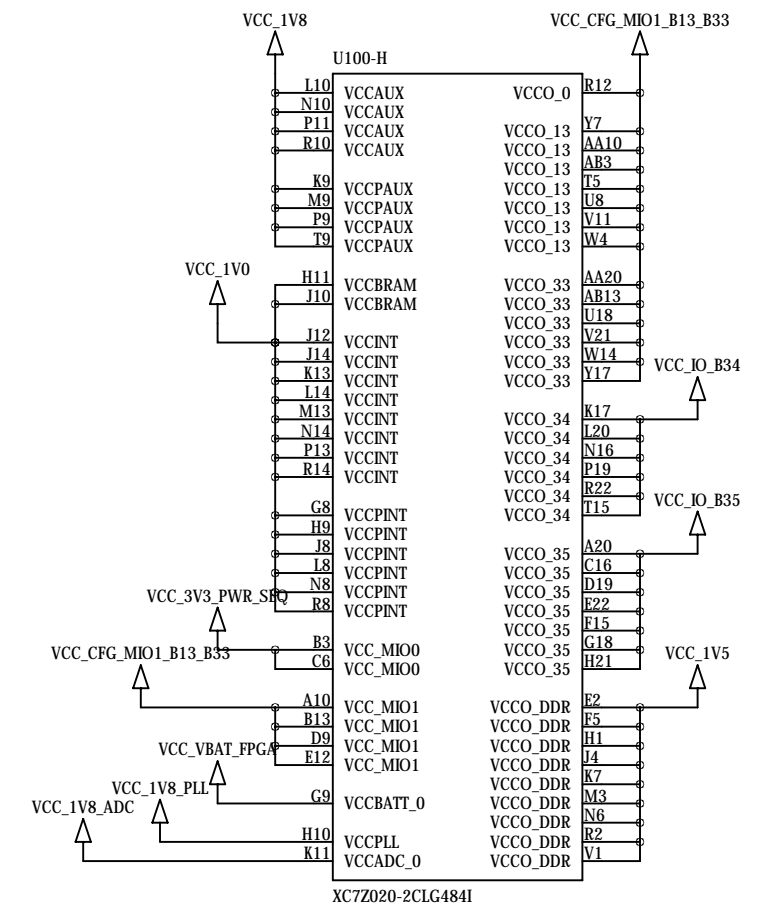 VCC_1V8
VCC_CFG_MIO1_B13_B33
U100-H
L10 VCCAUX VCCO_0 R12
N10 VCCAUX
P11 VCCAUX VCCO_13 Y7
R10 VCCAUX VCCO_13 AA10
VCCO_13 AB3
K9 VCCPAUX VCCO_13 T5
M9 VCCPAUX VCCO_13 U8
P9 VCCPAUX VCCO_13 V11
T9 VCCPAUX VCCO_13 W4
VCC_1V0
H11 VCCBRAM VCCO_33 AA20
J10 VCCBRAM VCCO_33 AB13
VCCO_33 U18
J12 VCCINT VCCO_33 V21
J14 VCCINT VCCO_33 W14
K13 VCCINT VCCO_33 Y17
VCC_IO_B34
L14 VCCINT
M13 VCCINT VCCO_34 K17
N14 VCCINT VCCO_34 L20
P13 VCCINT VCCO_34 N16
R14 VCCINT VCCO_34 P19
VCCO_34 R22
G8 VCCPINT VCCO_34 T15
VCC_IO_B35
H9 VCCPINT
J8 VCCPINT VCCO_35 A20
L8 VCCPINT VCCO_35 C16
N8 VCCPINT VCCO_35 D19
R8 VCCPINT VCCO_35 E22
VCC_3V3_PWR_SEQ
VCCO_35 F15
B3 VCC_MIO0 VCCO_35 G18
C6 VCC_MIO0 VCCO_35 H21
VCC_CFG_MIO1_B13_B33
VCC_1V5
A10 VCC_MIO1 VCCO_DDR E2
B13 VCC_MIO1 VCCO_DDR F5
D9 VCC_MIO1 VCCO_DDR H1
E12 VCC_MIO1 VCCO_DDR J4
VCC_VBAT_FPGA
VCCO_DDR K7
G9 VCCBATT_0 VCCO_DDR M3
VCC_1V8_PLL
VCCO_DDR N6
VCC_1V8_ADC
H10 VCCPLL VCCO_DDR R2
K11 VCCADC_0 VCCO_DDR V1
XC7Z020-2CLG484I